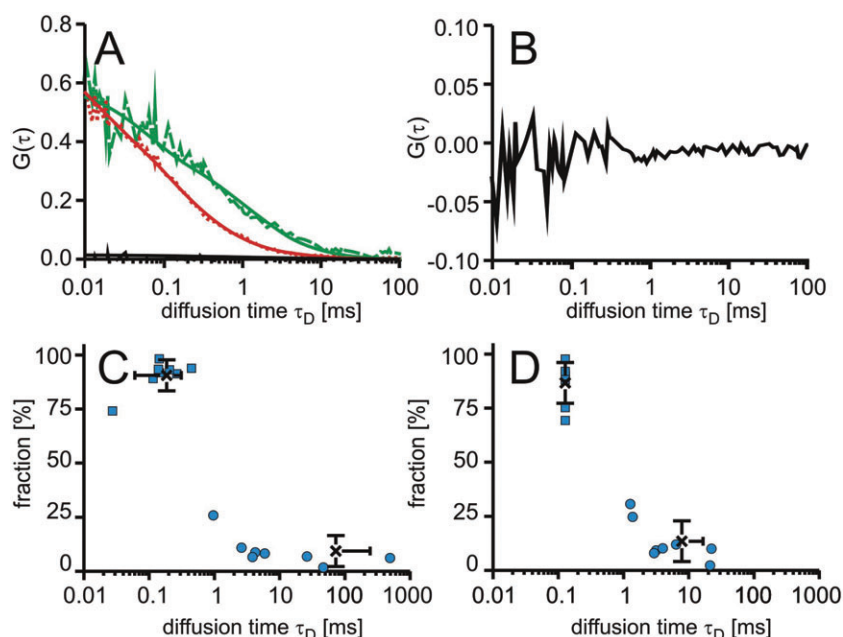 A
B
0.8
0.6
0.4
0.2
0.0
G(τ)
0.01 0.1 1 10 100
diffusion time τD [ms]
0.10
0.05
0.00
-0.05
-0.10
G(τ)
0.01 0.1 1 10 100
diffusion time τD [ms]
C
D
100
75
50
25
0
fraction [%]
0.01 0.1 1 10 100 1000
diffusion time τD [ms]
100
75
50
25
0
fraction [%]
0.01 0.1 1 10 100 1000
diffusion time τD [ms]